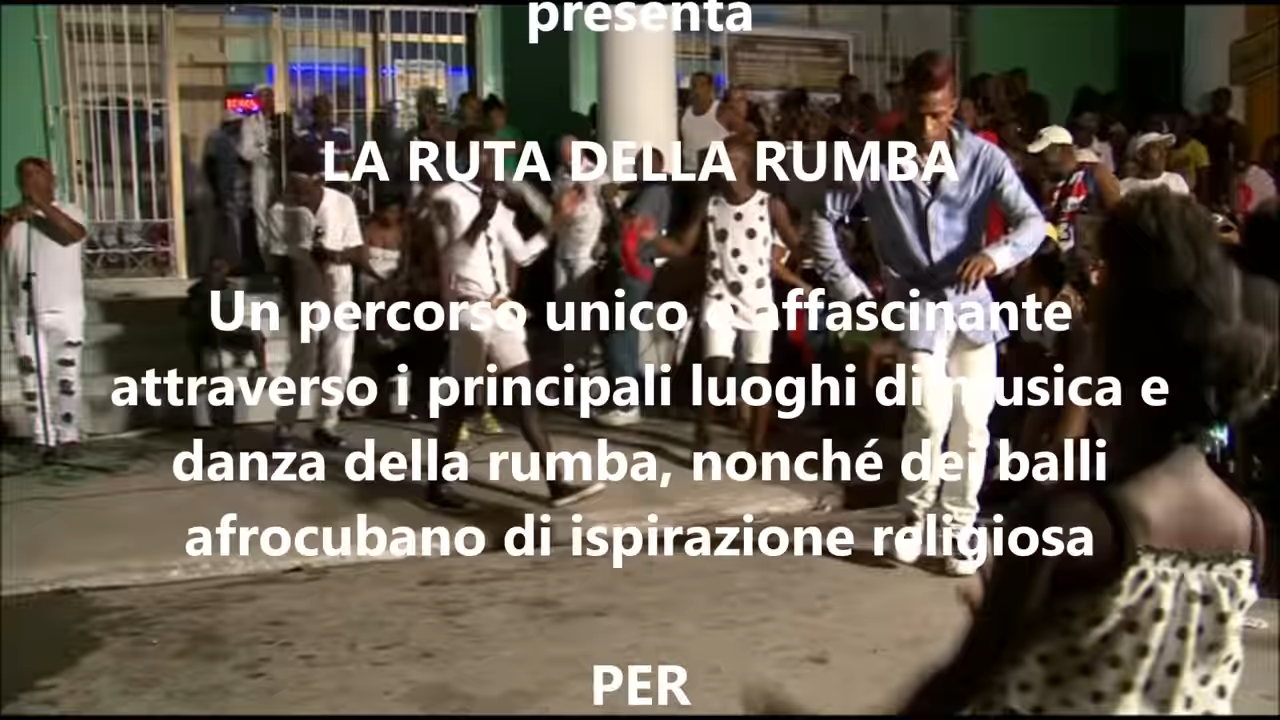 presenta
LA RUTA DELLA RUMBA
Un percorso unico e affascinante
attraverso i principali luoghi di musica e
danza della rumba, nonché dei balli
afrocubano di ispirazione religiosa
PER